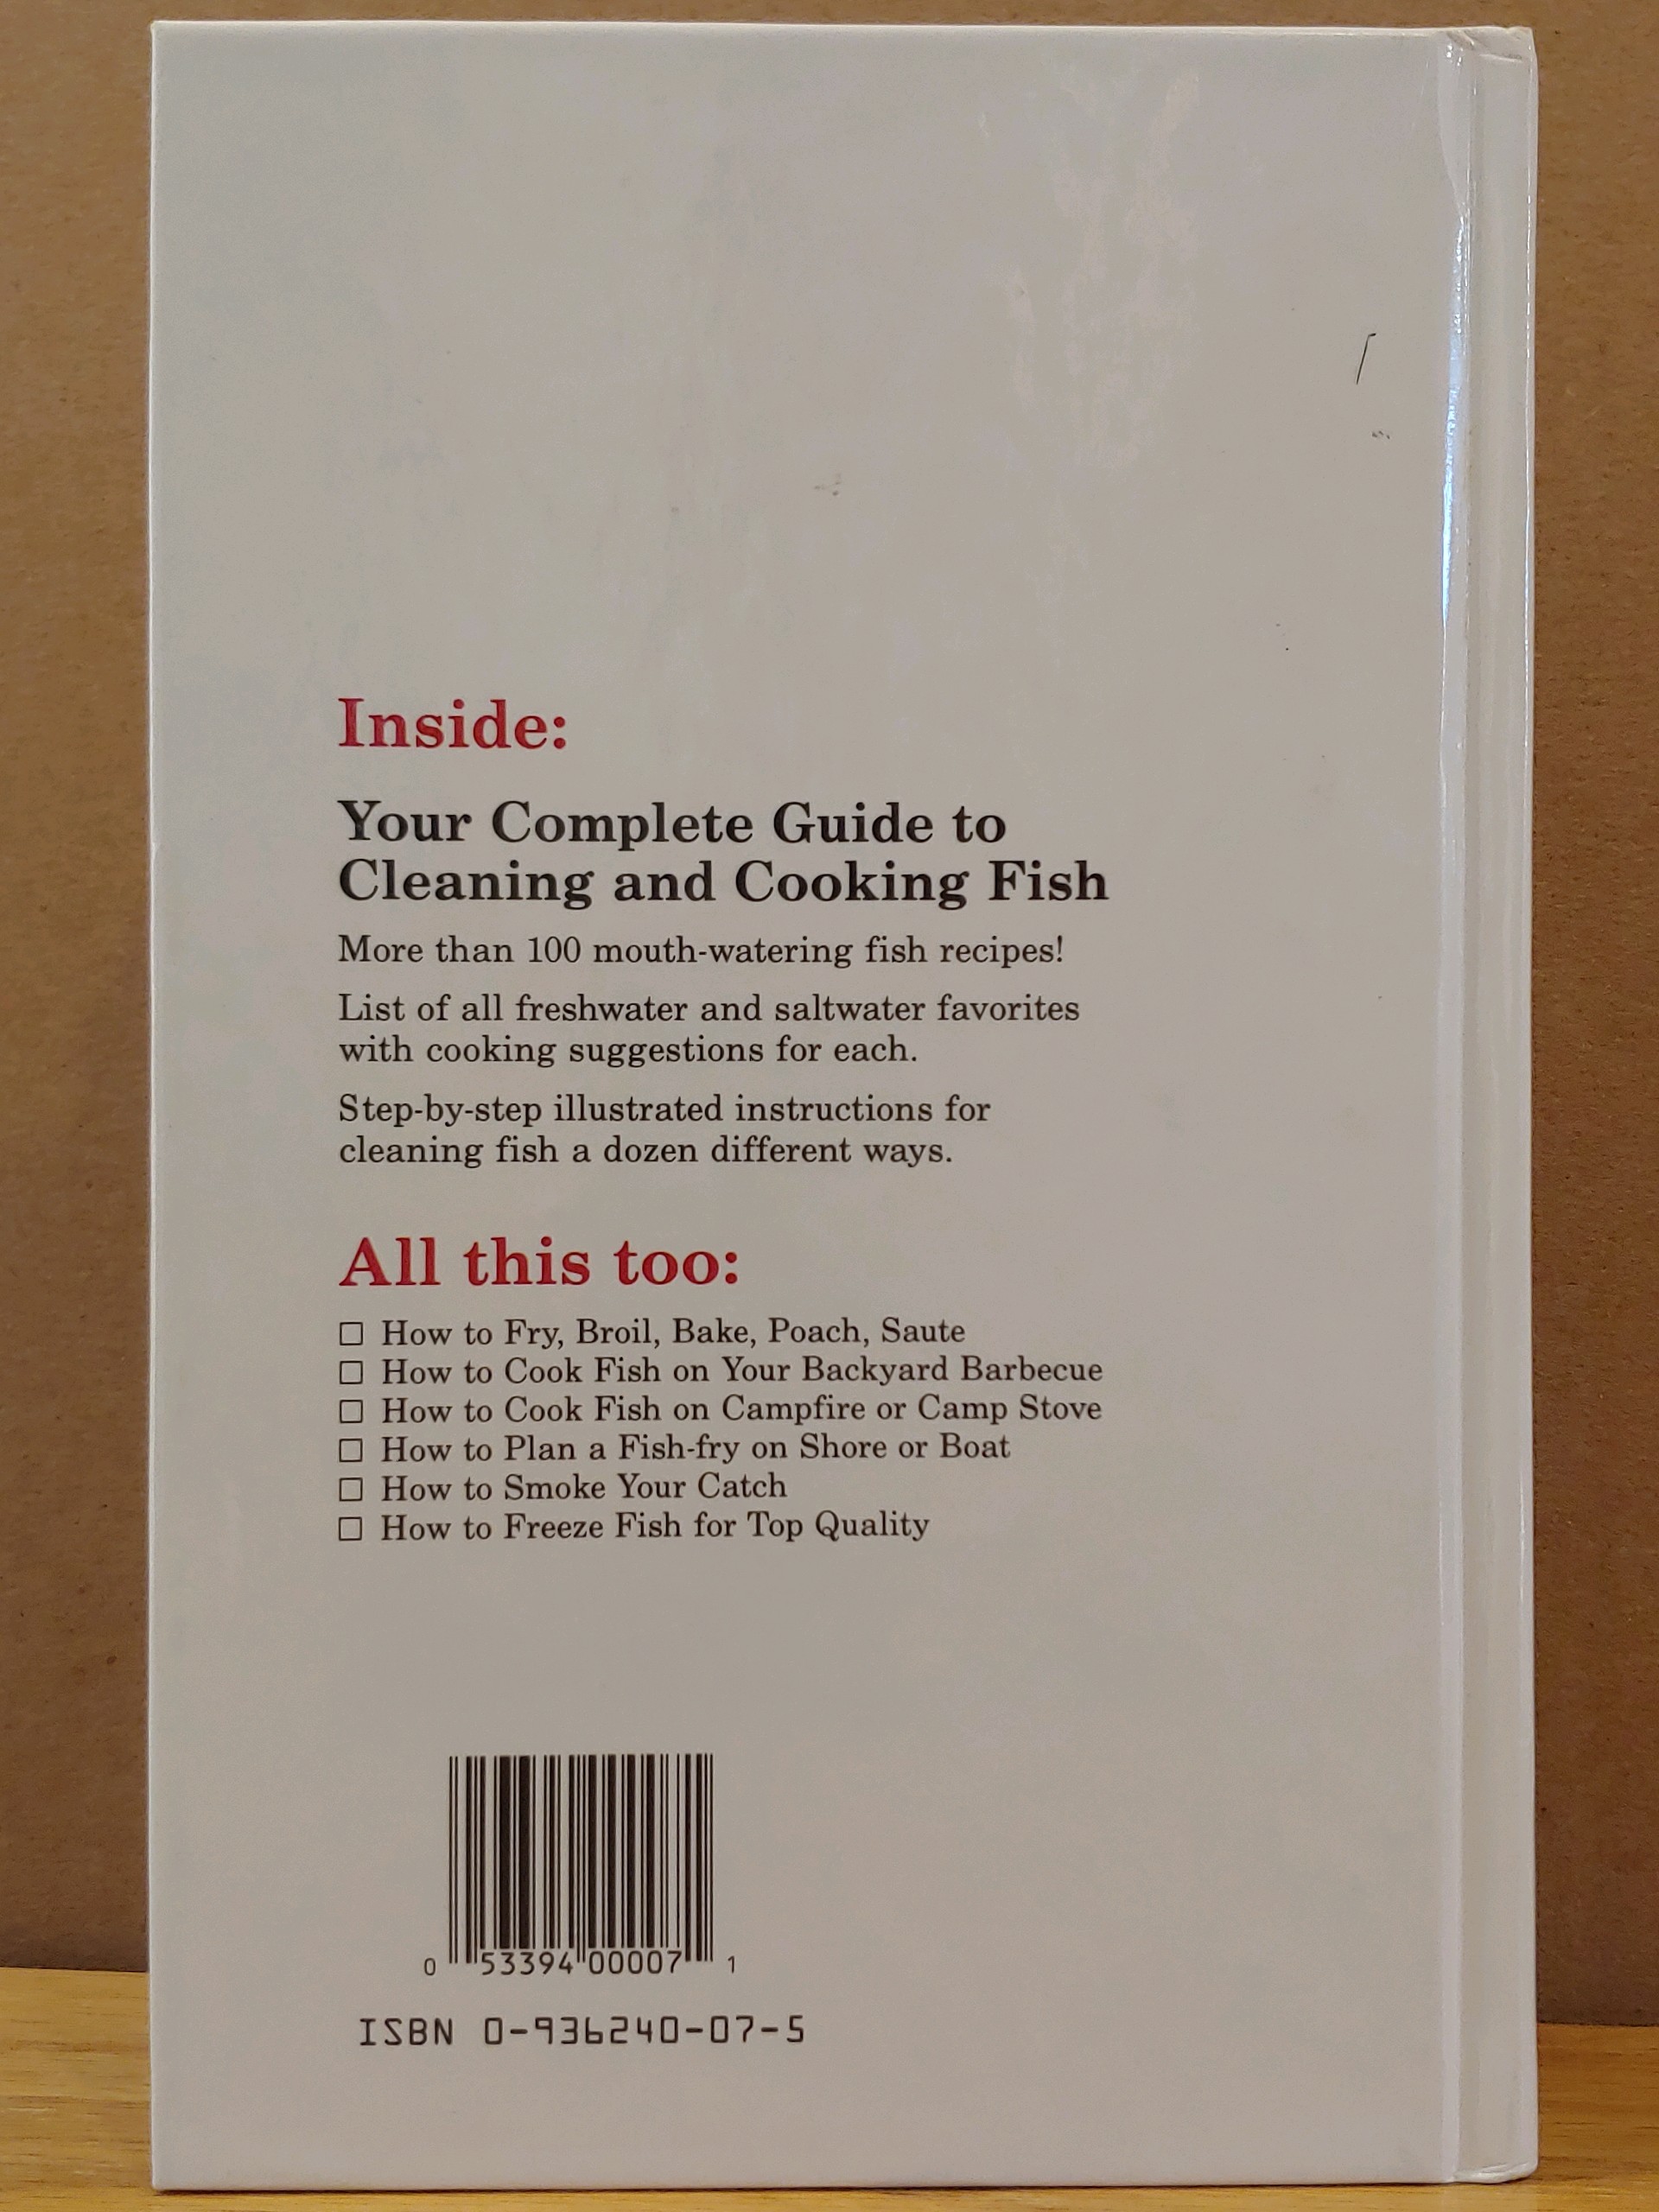 Inside:
Your Complete Guide to
Cleaning and Cooking Fish
More than 100 mouth-watering fish recipes!
List of all freshwater and saltwater favorites
with cooking suggestions for each.
Step-by-step illustrated instructions for
cleaning fish a dozen different ways.
All this too:
☐ How to Fry, Broil, Bake, Poach, Saute
☐ How to Cook Fish on Your Backyard Barbecue
☐ How to Cook Fish on Campfire or Camp Stove
☐ How to Plan a Fish-fry on Shore or Boat
☐ How to Smoke Your Catch
☐ How to Freeze Fish for Top Quality
0 53394 00007 1
ISBN 0-936240-07-5